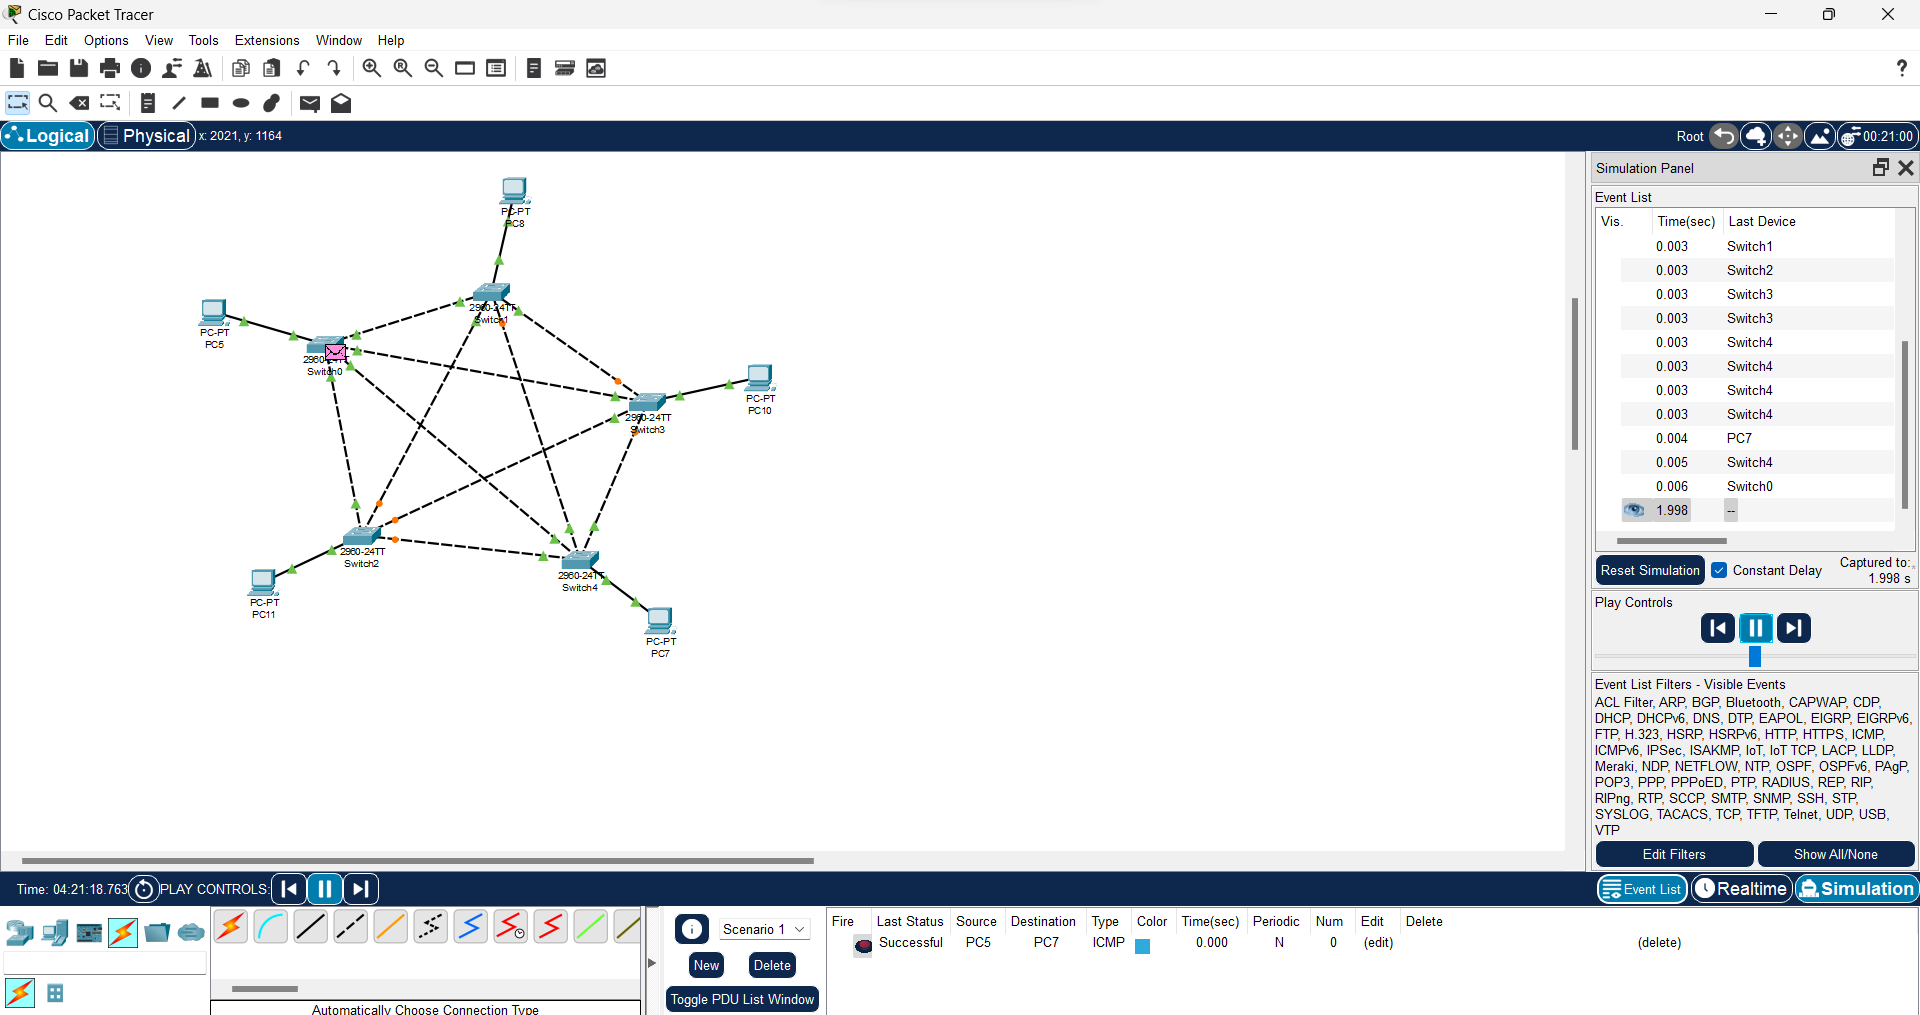 Cisco Packet Tracer
File Edit Options View Tools Extensions Window Help
?
Logical Physical x: 2021, y: 1164 Root 00:21:00
PC-PT
PC8
PC-PT
PC5
2960-24TT
Switch1
2960-24TT
Switch0
PC-PT
PC10
2960-24TT
Switch3
2960-24TT
Switch2
2960-24TT
Switch4
PC-PT
PC11
PC-PT
PC7
Simulation Panel
Event List
Vis. Time(sec) Last Device
0.003 Switch1
0.003 Switch2
0.003 Switch3
0.003 Switch3
0.003 Switch4
0.003 Switch4
0.003 Switch4
0.003 Switch4
0.004 PC7
0.005 Switch4
0.006 Switch0
1.998 --
Reset Simulation Constant Delay Captured to:
1.998 s
Play Controls
Event List Filters - Visible Events
ACL Filter, ARP, BGP, Bluetooth, CAPWAP, CDP,
DHCP, DHCPv6, DNS, DTP, EAPOL, EIGRP, EIGRPv6,
FTP, H.323, HSRP, HSRPv6, HTTP, HTTPS, ICMP,
ICMPv6, IPSec, ISAKMP, IoT, IoT TCP, LACP, LLDP,
Meraki, NDP, NETFLOW, NTP, OSPF, OSPFv6, PAgP,
POP3, PPP, PPPoED, PTP, RADIUS, REP, RIP,
RIPng, RTP, SCCP, SMTP, SNMP, SSH, STP,
SYSLOG, TACACS, TCP, TFTP, Telnet, UDP, USB,
VTP
Edit Filters Show All/None
Time: 04:21:18.763 PLAY CONTROLS: Event List Realtime Simulation
Scenario 1
New Delete
Toggle PDU List Window
Fire Last Status Source Destination Type Color Time(sec) Periodic Num Edit Delete
Successful PC5 PC7 ICMP 0.000 N 0 (edit) (delete)
Automatically Choose Connection Type